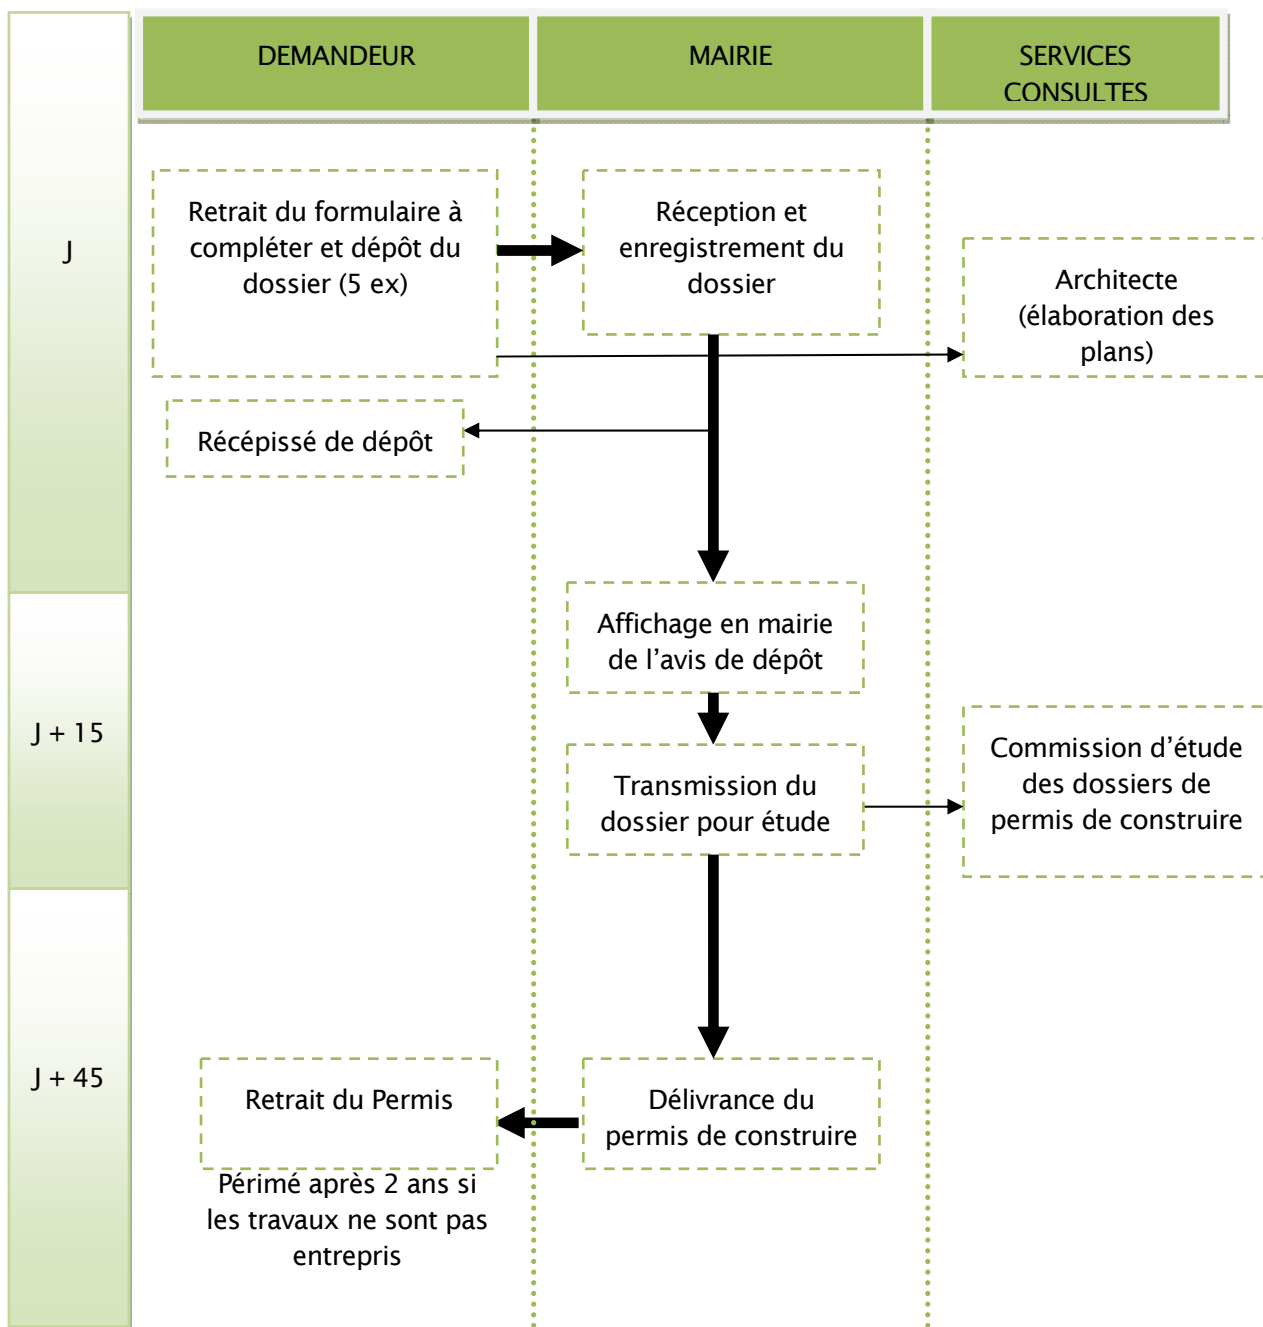 DEMANDEUR
MAIRIE
SERVICES
CONSULTES
J
Retrait du formulaire à
compléter et dépôt du
dossier (5 ex)
Réception et
enregistrement du
dossier
Architecte
(élaboration des
plans)
Récépissé de dépôt
Affichage en mairie
de l’avis de dépôt
J + 15
Transmission du
dossier pour étude
Commission d’étude
des dossiers de
permis de construire
J + 45
Retrait du Permis
Périmé après 2 ans si
les travaux ne sont pas
entrepris
Délivrance du
permis de construire